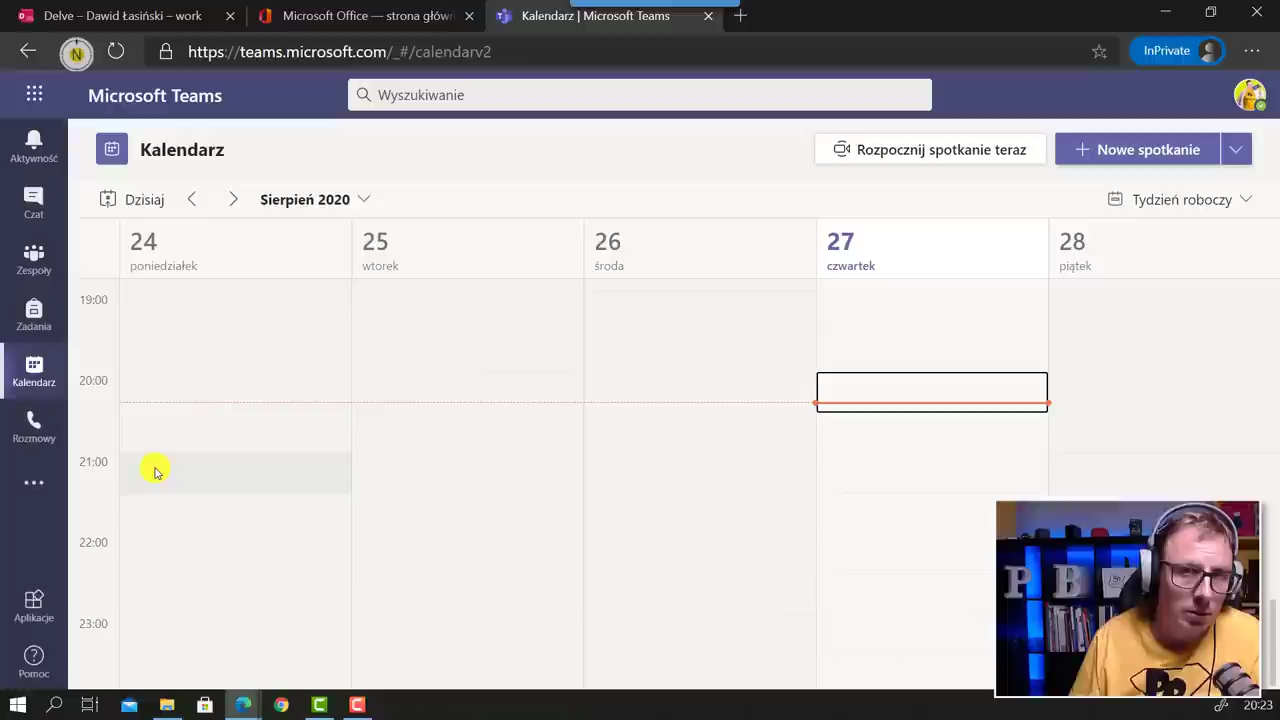 Delve – Dawid Łasiński – work
Microsoft Office – strona główn
Kalendarz | Microsoft Teams
N
https://teams.microsoft.com/_#/calendarv2
InPrivate
Microsoft Teams
Wyszukiwanie
Aktywność
Czat
Zespoły
Zadania
Kalendarz
Rozmowy
Aplikacje
Pomoc
Kalendarz
Rozpocznij spotkanie teraz
Nowe spotkanie
Dzisiaj
Sierpień 2020
Tydzień roboczy
24 25 26 27 28
poniedziałek wtorek środa czwartek piątek
19:00
20:00
21:00
22:00
23:00
P B
20:23